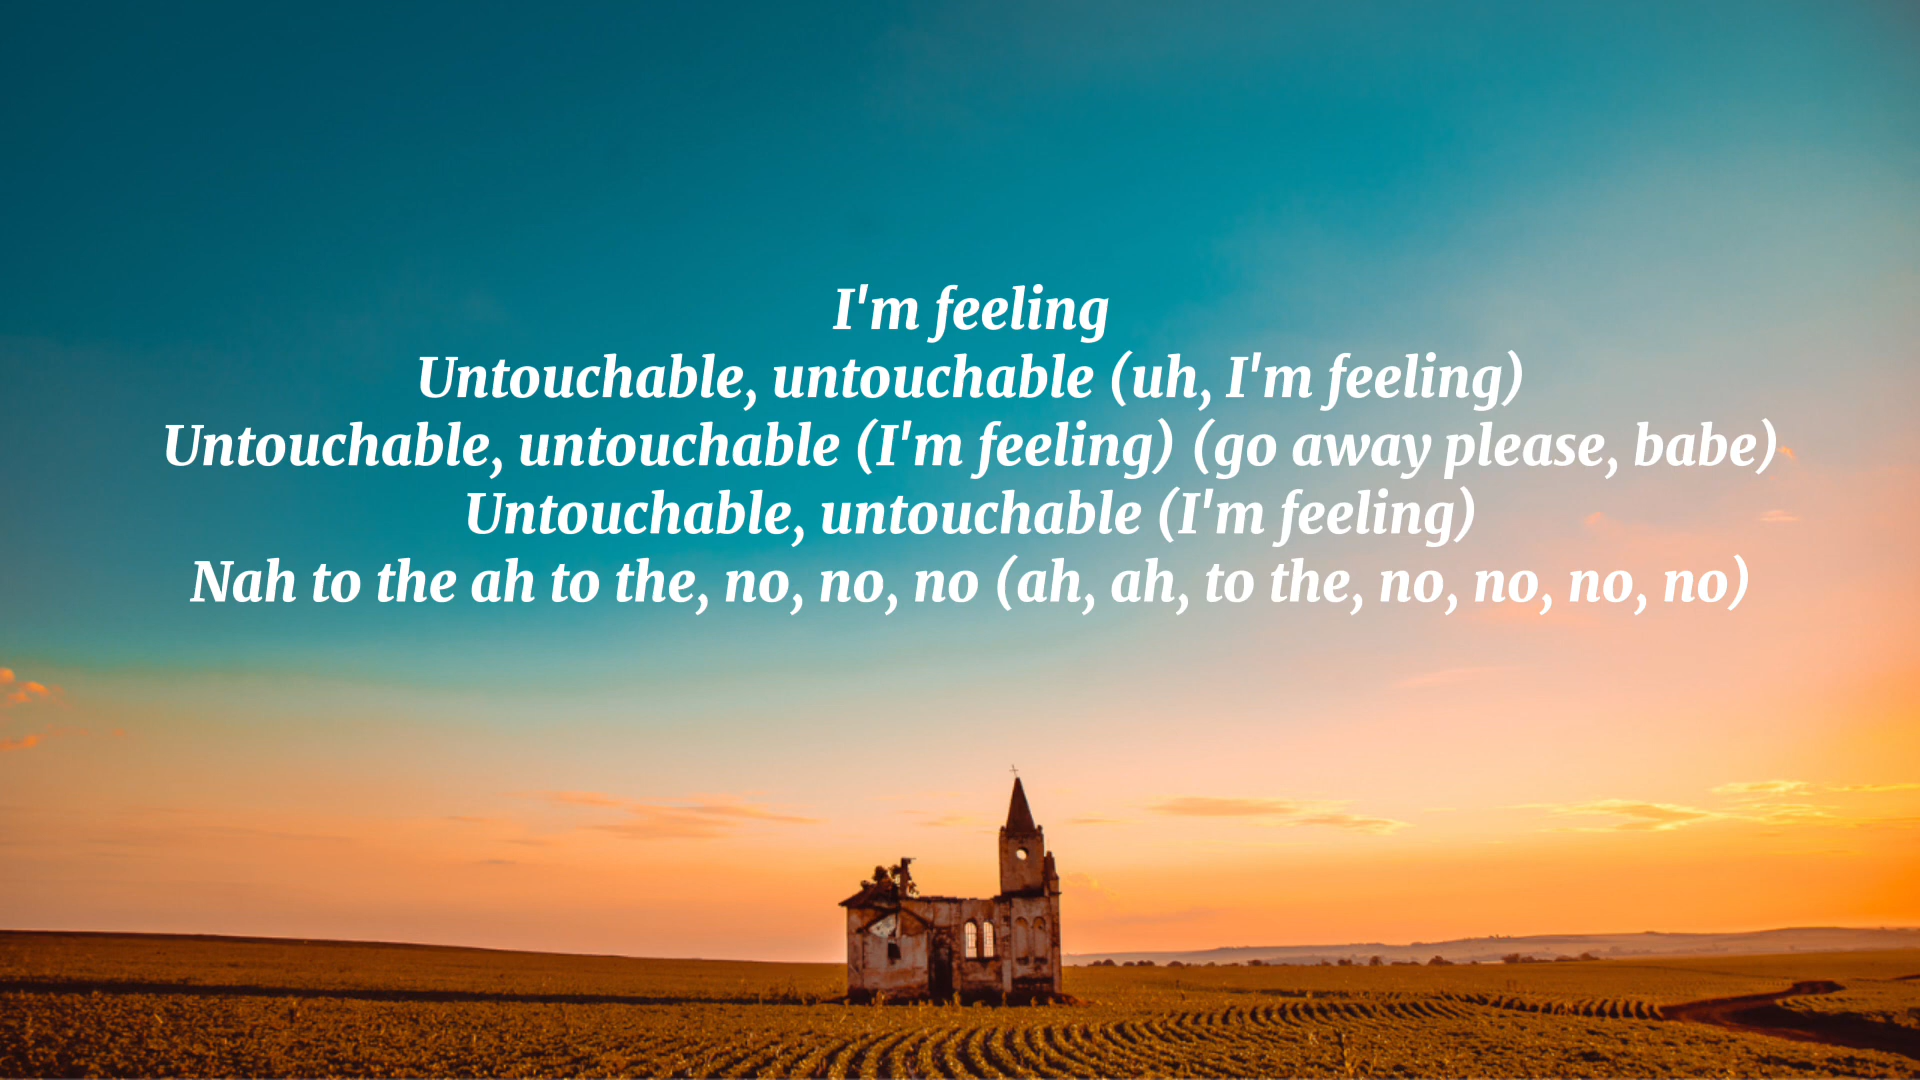 I'm feeling
Untouchable, untouchable (uh, I'm feeling)
Untouchable, untouchable (I'm feeling) (go away please, babe)
Untouchable, untouchable (I'm feeling)
Nah to the ah to the, no, no, no (ah, ah, to the, no, no, no, no)